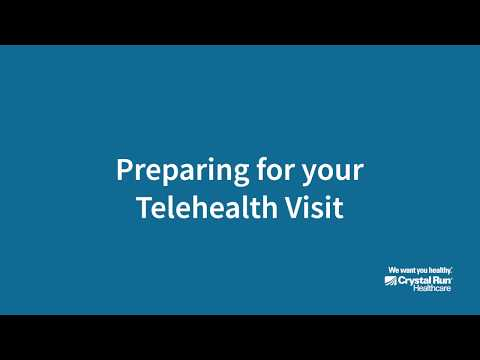 Preparing for your
Telehealth Visit
We want you healthy.
Crystal Run
Healthcare